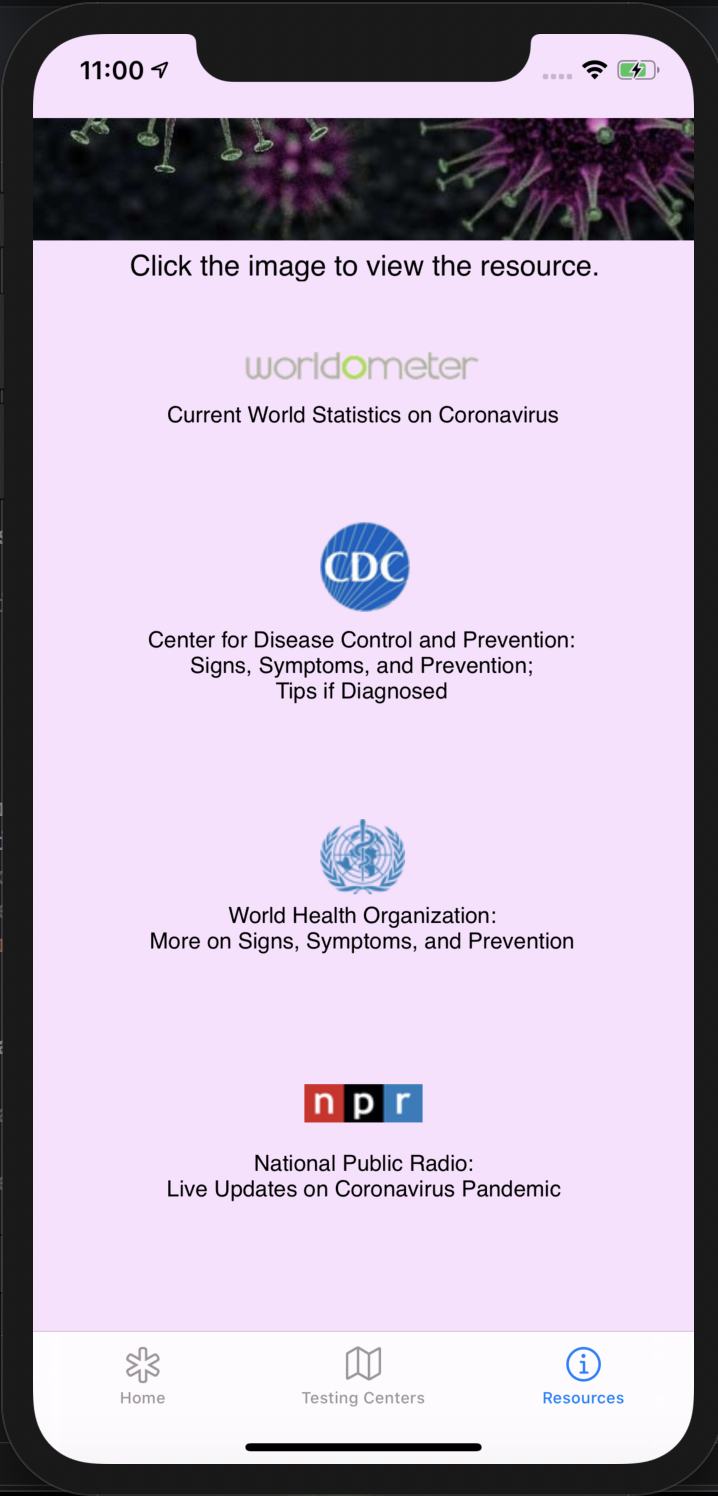 11:00
Click the image to view the resource.
worldometer
Current World Statistics on Coronavirus
CDC
Center for Disease Control and Prevention:
Signs, Symptoms, and Prevention;
Tips if Diagnosed
World Health Organization:
More on Signs, Symptoms, and Prevention
npr
National Public Radio:
Live Updates on Coronavirus Pandemic
Home Testing Centers Resources